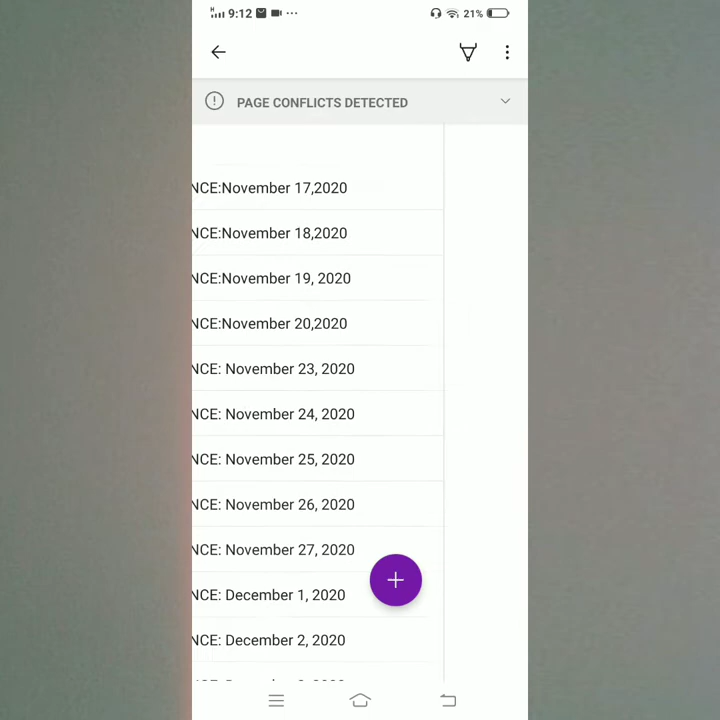 9:12
21%
PAGE CONFLICTS DETECTED
NCE:November 17,2020
NCE:November 18,2020
NCE:November 19, 2020
NCE:November 20,2020
NCE: November 23, 2020
NCE: November 24, 2020
NCE: November 25, 2020
NCE: November 26, 2020
NCE: November 27, 2020
NCE: December 1, 2020
NCE: December 2, 2020